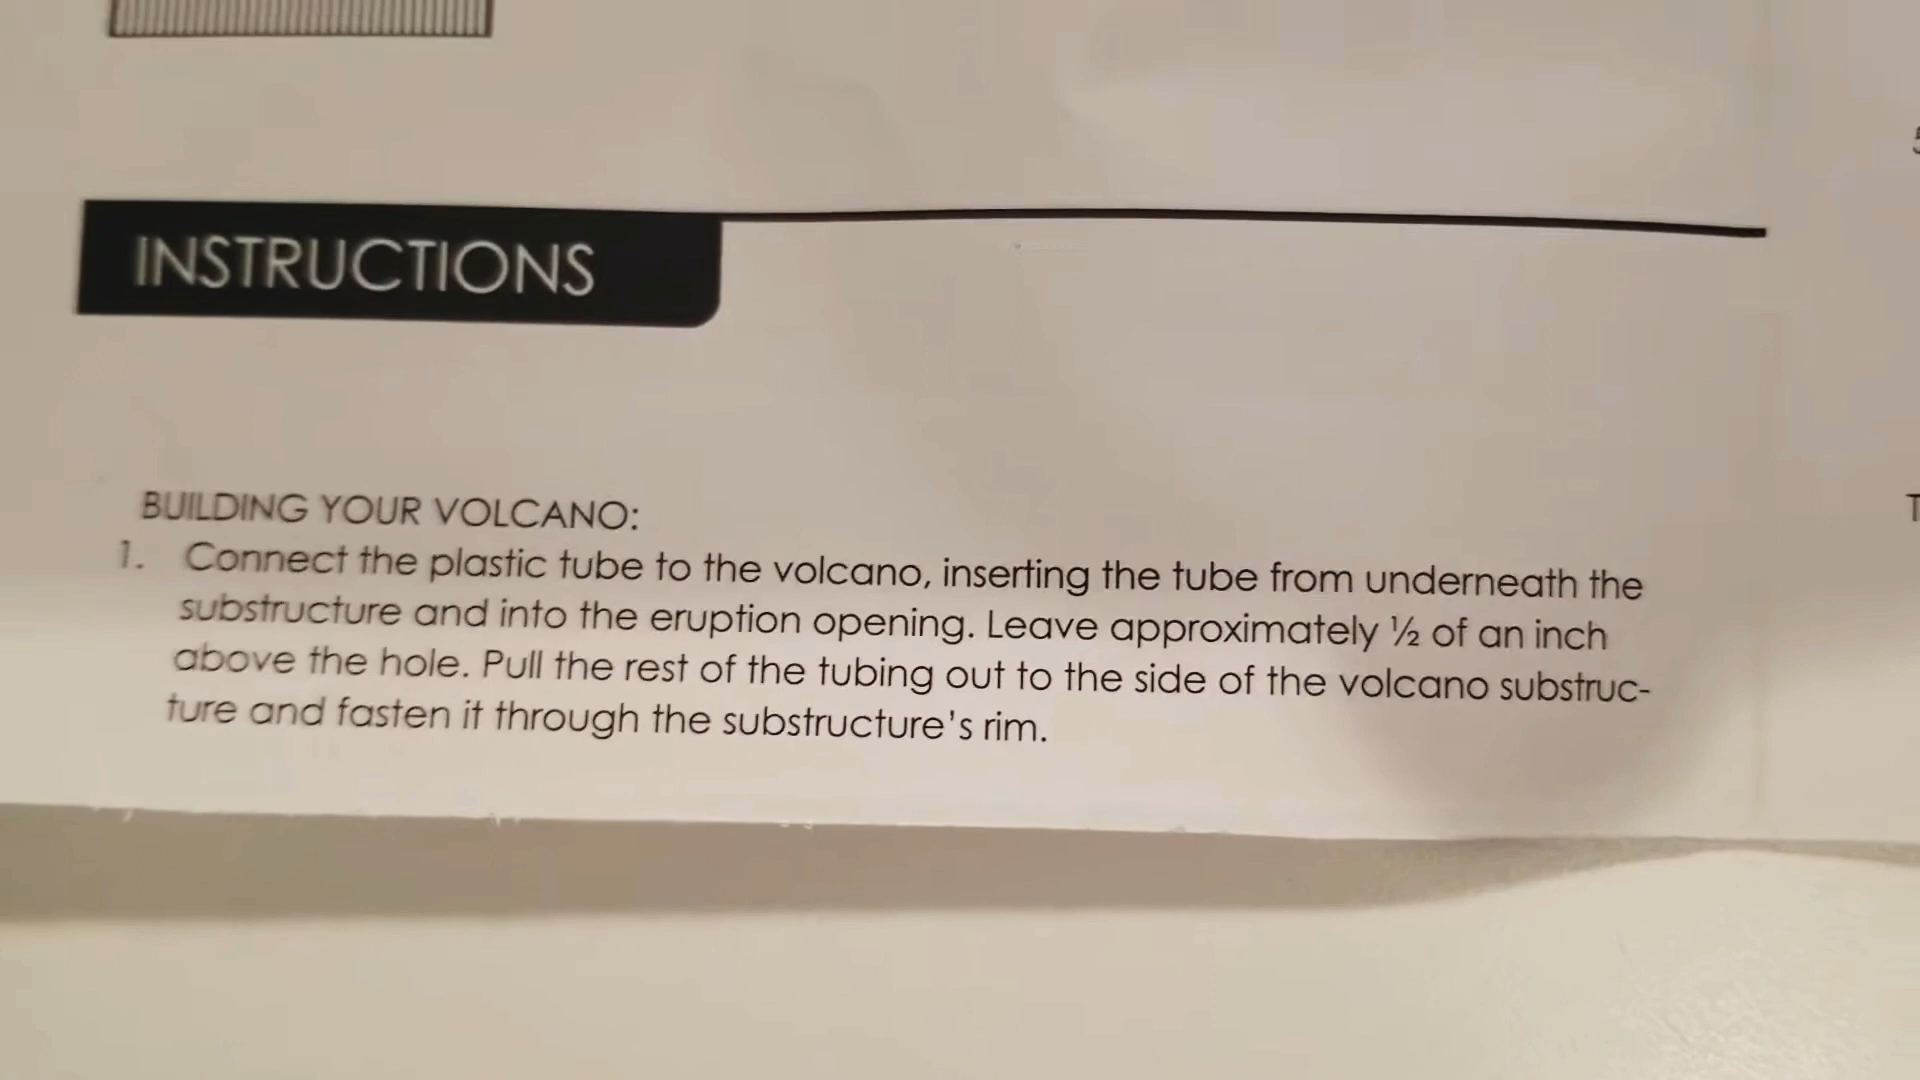 INSTRUCTIONS
BUILDING YOUR VOLCANO:
1. Connect the plastic tube to the volcano, inserting the tube from underneath the
substructure and into the eruption opening. Leave approximately ½ of an inch
above the hole. Pull the rest of the tubing out to the side of the volcano substruc-
ture and fasten it through the substructure's rim.